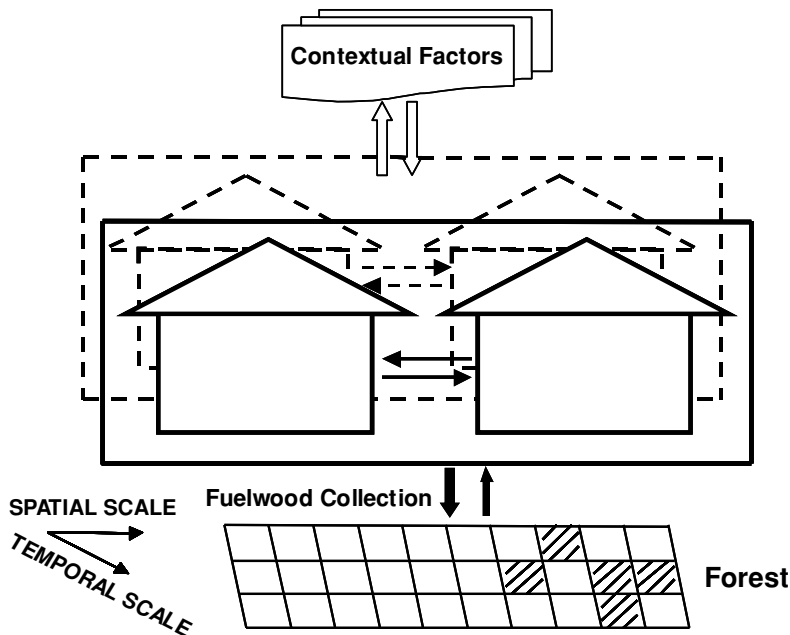 Contextual Factors
Fuelwood Collection
SPATIAL SCALE
TEMPORAL SCALE
Forest